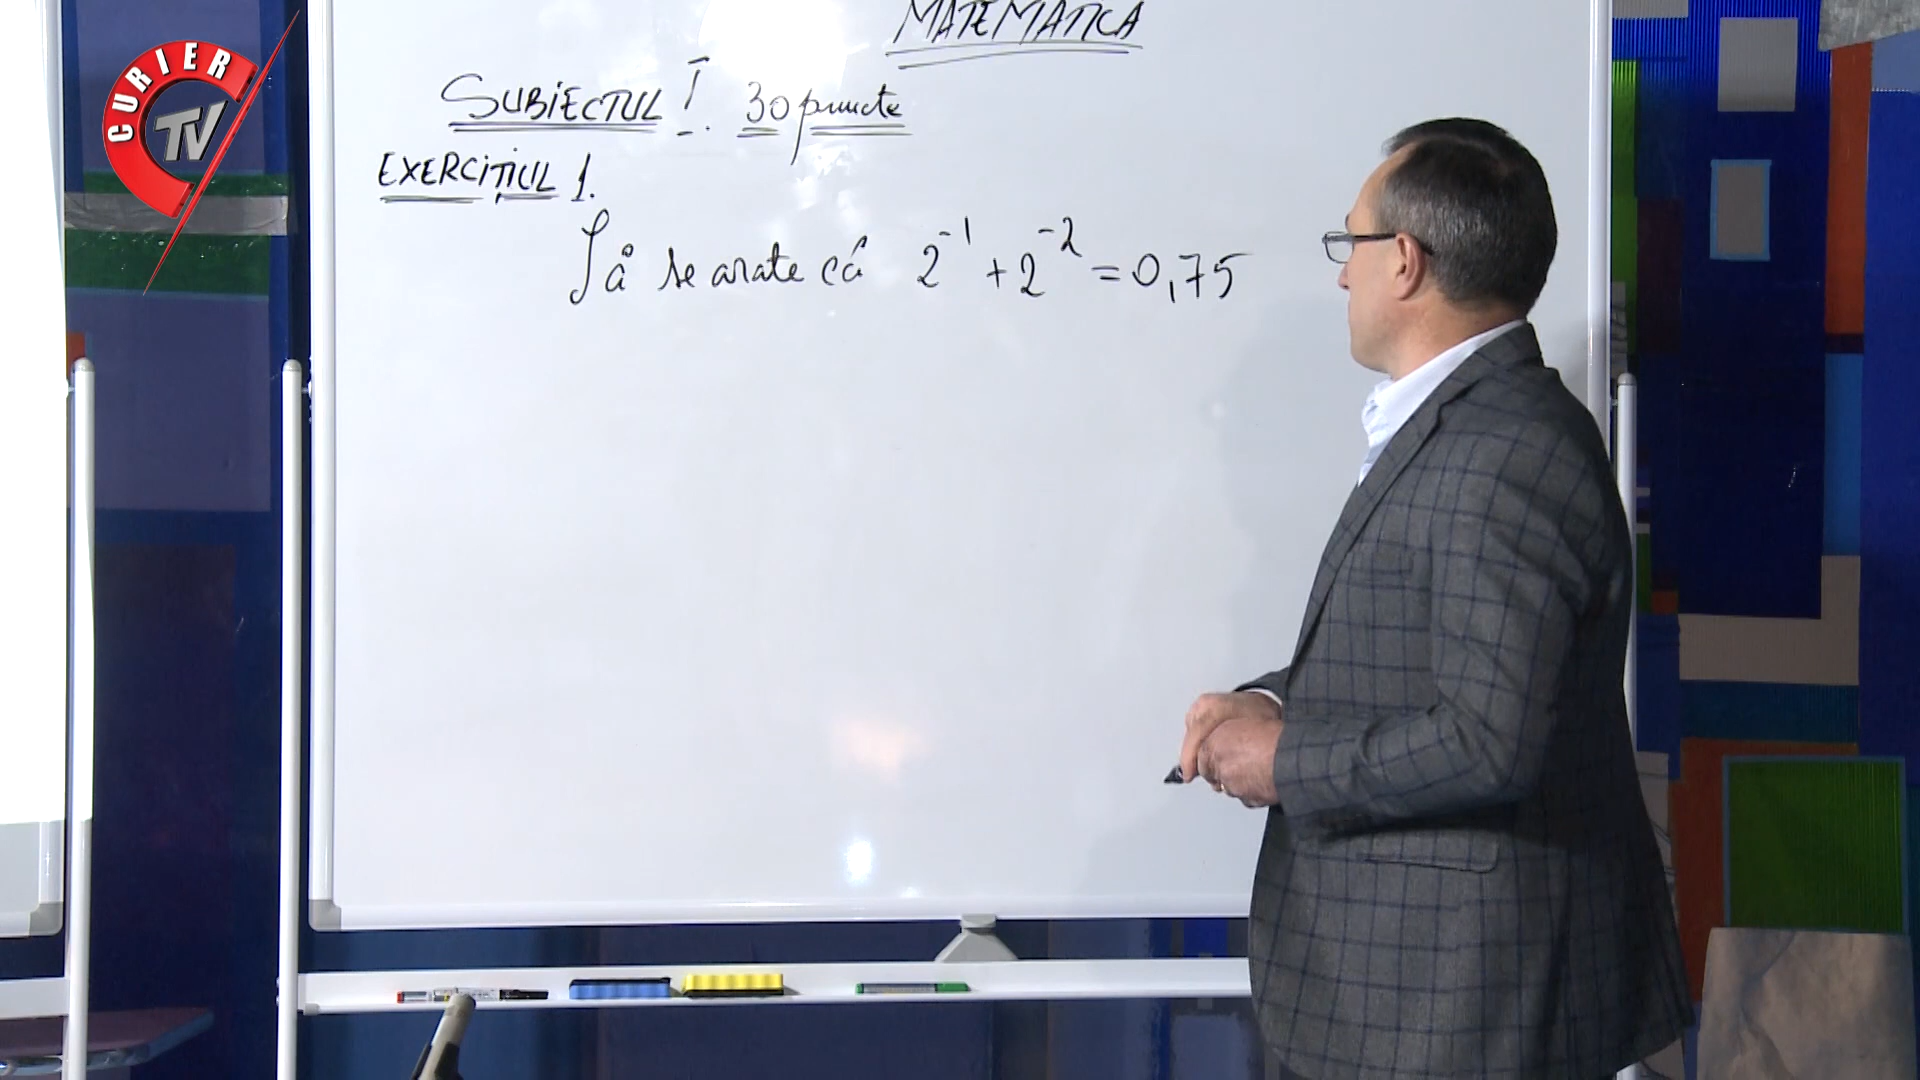 CURIER
TV
MATEMATICA
SUBIECTUL I. 30 puncte
EXERCIȚIUL 1.
Să se arate că 2⁻¹ + 2⁻² = 0,75